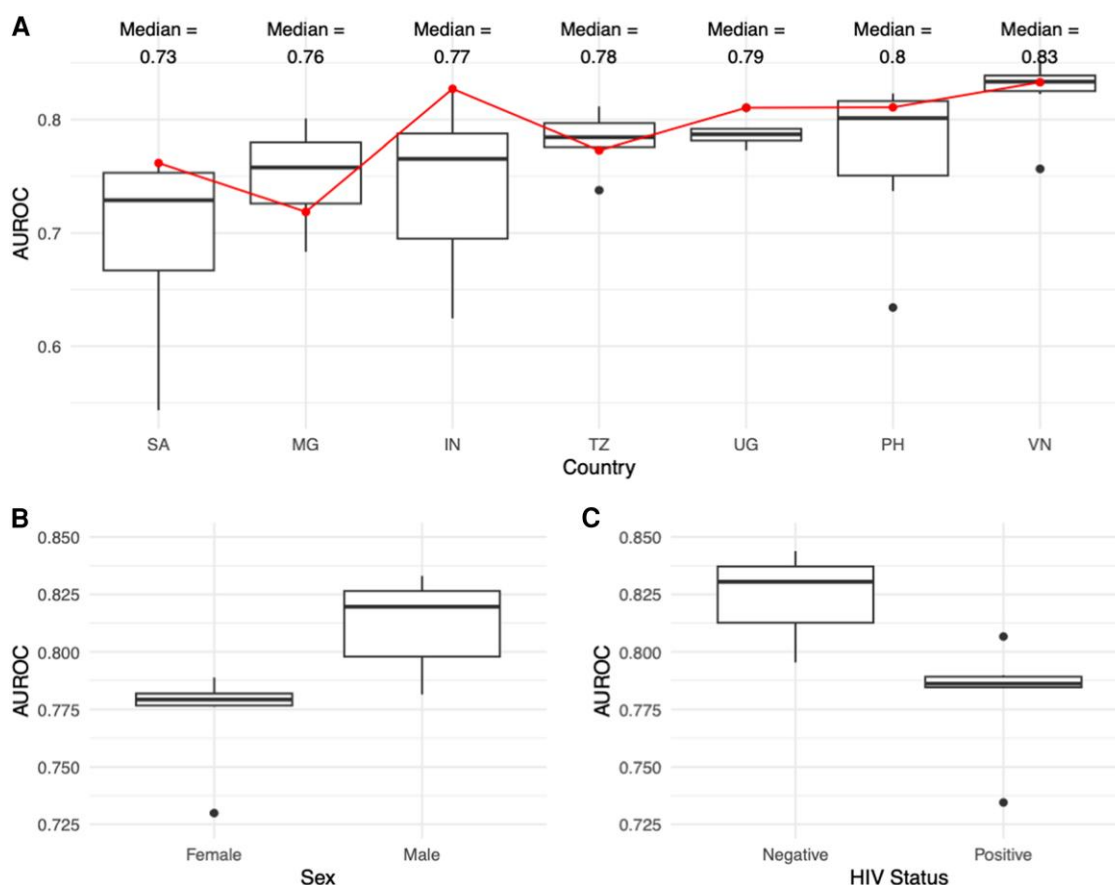 A
Median = Median = Median = Median = Median = Median = Median =
0.73 0.76 0.77 0.78 0.79 0.8 0.83
0.8
0.7
0.6
AUROC
SA MG IN TZ UG PH VN
Country
B
0.850
0.825
0.800
0.775
0.750
0.725
AUROC
Female Male
Sex
C
0.850
0.825
0.800
0.775
0.750
0.725
AUROC
Negative Positive
HIV Status